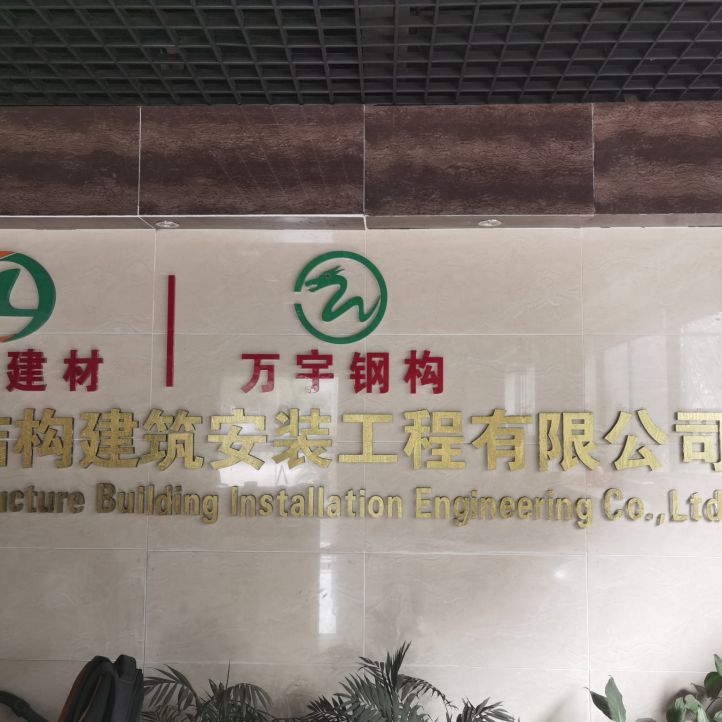 建材
万宇钢构
结构建筑安装工程有限公司
ucture Building Installation Engineering Co.,Ltd